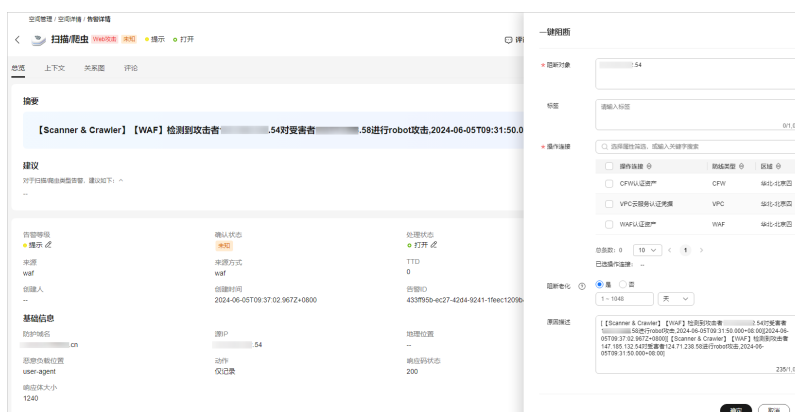 空间管理 / 空间详情 / 告警详情
扫描/爬虫 Web攻击 未知 提示 打开
总览 上下文 关系图 评论
摘要
【Scanner & Crawler】【WAF】检测到攻击者 .54对受害者 .58进行robot攻击,2024-06-05T09:31:50.0
建议
对于扫描/爬虫类型告警，建议如下：
--
告警等级 确认状态 处理状态
提示 未知 打开
来源 来源方式 TTD
waf waf 0
创建人 创建时间 告警ID
-- 2024-06-05T09:37:02.967Z+0800 433ff95b-ec27-42d4-9241-1feec1209b
基础信息
防护域名 源IP 地理位置
.cn .54 --
恶意负载位置 动作 响应码状态
user-agent 仅记录 200
响应体大小
1240
一键阻断
* 阻断对象 .54
标签 请输入标签
0/1,0
* 操作连接 选择属性筛选，或输入关键字搜索
操作连接 防线类型 区域
CFW认证资产 CFW 华北-北京四
VPC云服务认证凭据 VPC 华北-北京四
WAF认证资产 WAF 华北-北京四
总条数: 0 10 < 1 >
已选操作连接: --
阻断老化 是 否
1 ~ 1048 天
原因描述 [【Scanner & Crawler】【WAF】检测到攻击者 .54对受害者
1 .58进行robot攻击,2024-06-05T09:31:50.000+08:00][2024-06-
05T09:37:02.967Z+0800][【Scanner & Crawler】【WAF】检测到攻击者
147.185.132.54对受害者124.71.238.58进行robot攻击,2024-06-
05T09:31:50.000+08:00]
235/1,0
确定 取消